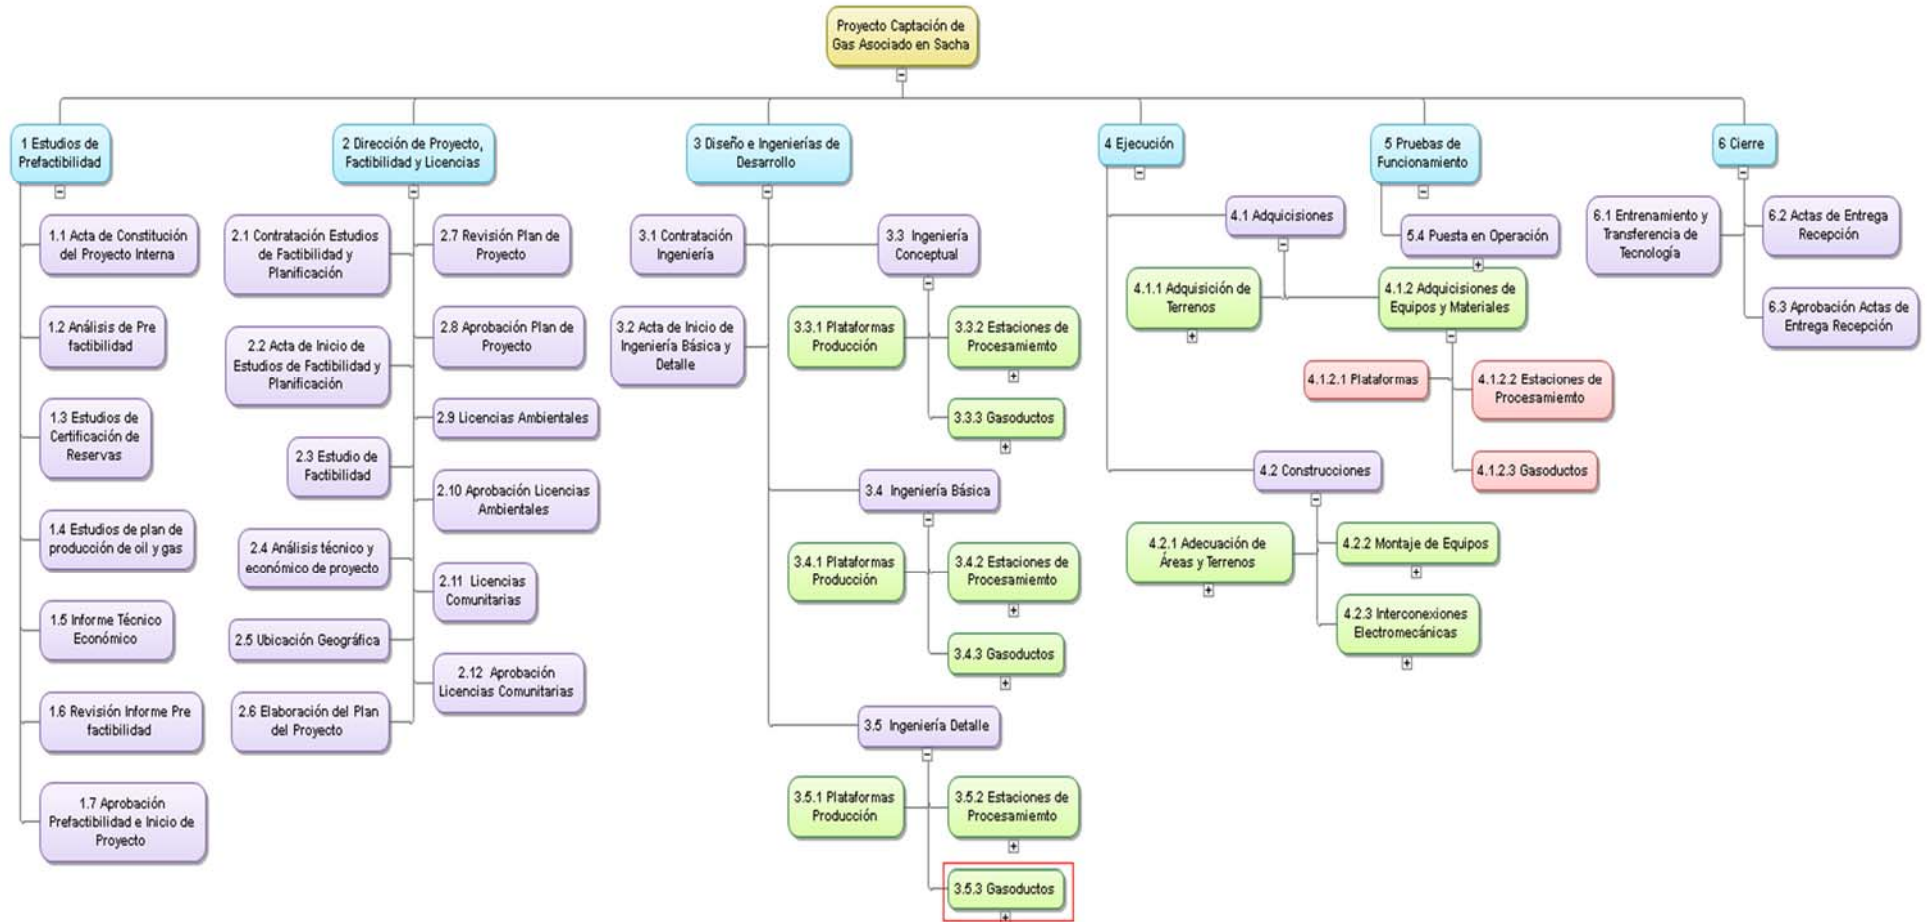 Proyecto Captación de
Gas Asociado en Sacha
1 Estudios de
Prefactibilidad
1.1 Acta de Constitución
del Proyecto Interna
1.2 Análisis de Pre
factibilidad
1.3 Estudios de
Certificación de
Reservas
1.4 Estudios de plan de
producción de oil y gas
1.5 Informe Técnico
Económico
1.6 Revisión Informe Pre
factibilidad
1.7 Aprobación
Prefactibilidad e Inicio de
Proyecto
2 Dirección de Proyecto,
Factibilidad y Licencias
2.1 Contratación Estudios
de Factibilidad y
Planificación
2.2 Acta de Inicio de
Estudios de Factibilidad y
Planificación
2.3 Estudio de
Factibilidad
2.4 Análisis técnico y
económico de proyecto
2.5 Ubicación Geográfica
2.6 Elaboración del Plan
del Proyecto
2.7 Revisión Plan de
Proyecto
2.8 Aprobación Plan de
Proyecto
2.9 Licencias Ambientales
2.10 Aprobación Licencias
Ambientales
2.11 Licencias
Comunitarias
2.12 Aprobación
Licencias Comunitarias
3 Diseño e Ingenierías de
Desarrollo
3.1 Contratación
Ingeniería
3.2 Acta de Inicio de
Ingeniería Básica y
Detalle
3.3 Ingeniería
Conceptual
3.3.1 Plataformas
Producción
3.3.2 Estaciones de
Procesamiemto
3.3.3 Gasoductos
3.4 Ingeniería Básica
3.4.1 Plataformas
Producción
3.4.2 Estaciones de
Procesamiemto
3.4.3 Gasoductos
3.5 Ingeniería Detalle
3.5.1 Plataformas
Producción
3.5.2 Estaciones de
Procesamiemto
3.5.3 Gasoductos
4 Ejecución
4.1 Adquicisiones
4.1.1 Adquisición de
Terrenos
4.1.2 Adquicisiones de
Equipos y Materiales
4.1.2.1 Plataformas
4.1.2.2 Estaciones de
Procesamiemto
4.1.2.3 Gasoductos
4.2 Construcciones
4.2.1 Adecuación de
Áreas y Terrenos
4.2.2 Montaje de Equipos
4.2.3 Interconexiones
Electromecánicas
5 Pruebas de
Funcionamiento
5.4 Puesta en Operación
6 Cierre
6.1 Entrenamiento y
Transferencia de
Tecnología
6.2 Actas de Entrega
Recepción
6.3 Aprobación Actas de
Entrega Recepción